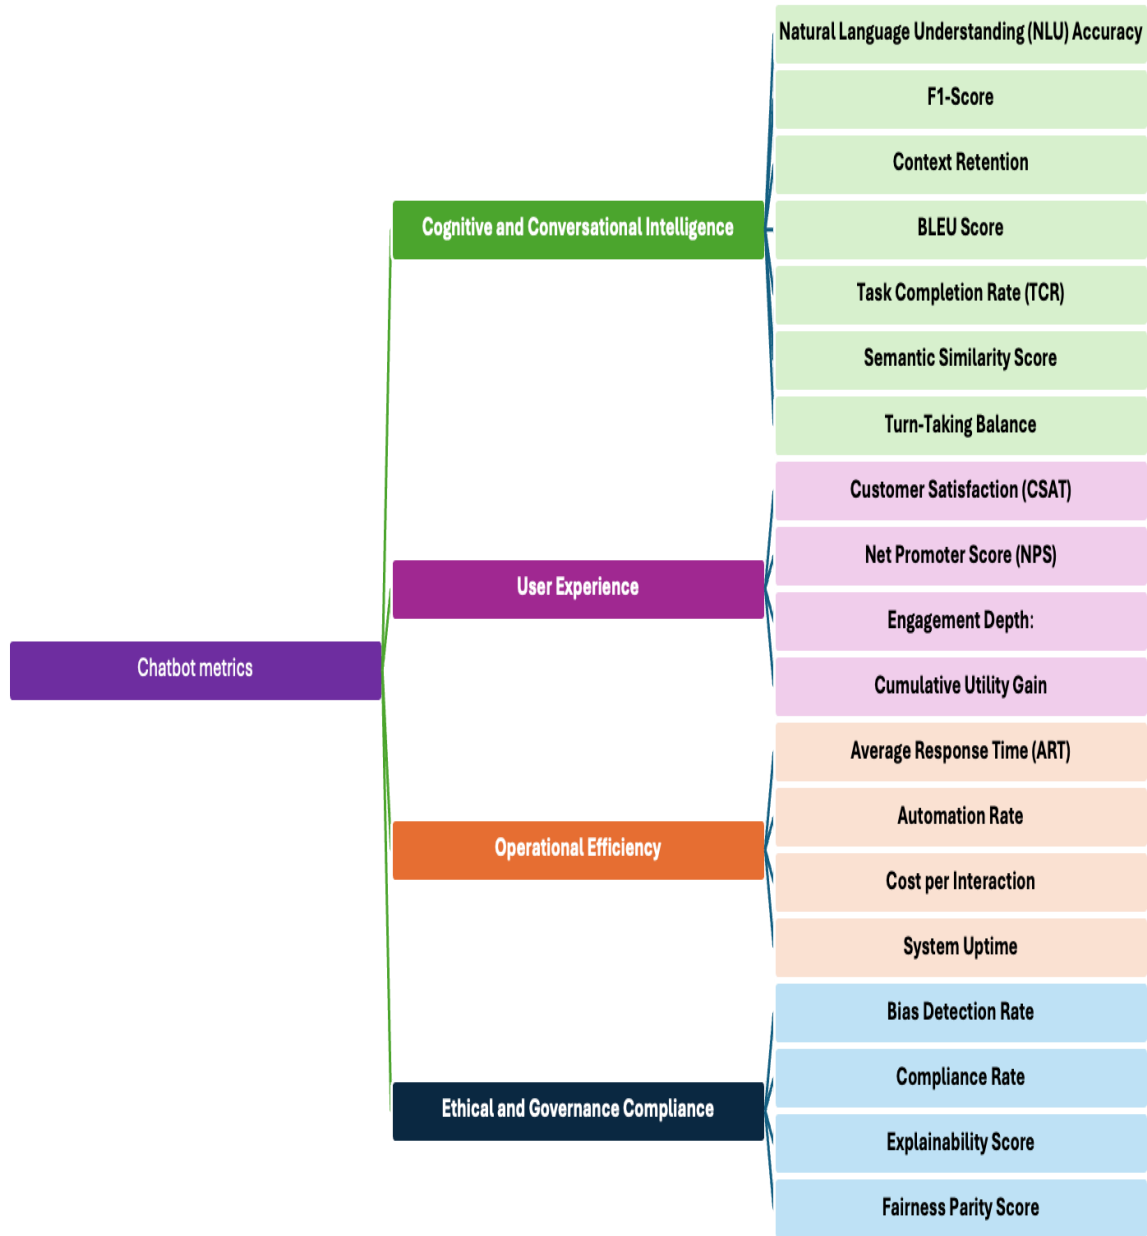 Chatbot metrics
Cognitive and Conversational Intelligence
Natural Language Understanding (NLU) Accuracy
F1-Score
Context Retention
BLEU Score
Task Completion Rate (TCR)
Semantic Similarity Score
Turn-Taking Balance
User Experience
Customer Satisfaction (CSAT)
Net Promoter Score (NPS)
Engagement Depth:
Cumulative Utility Gain
Operational Efficiency
Average Response Time (ART)
Automation Rate
Cost per Interaction
System Uptime
Ethical and Governance Compliance
Bias Detection Rate
Compliance Rate
Explainability Score
Fairness Parity Score